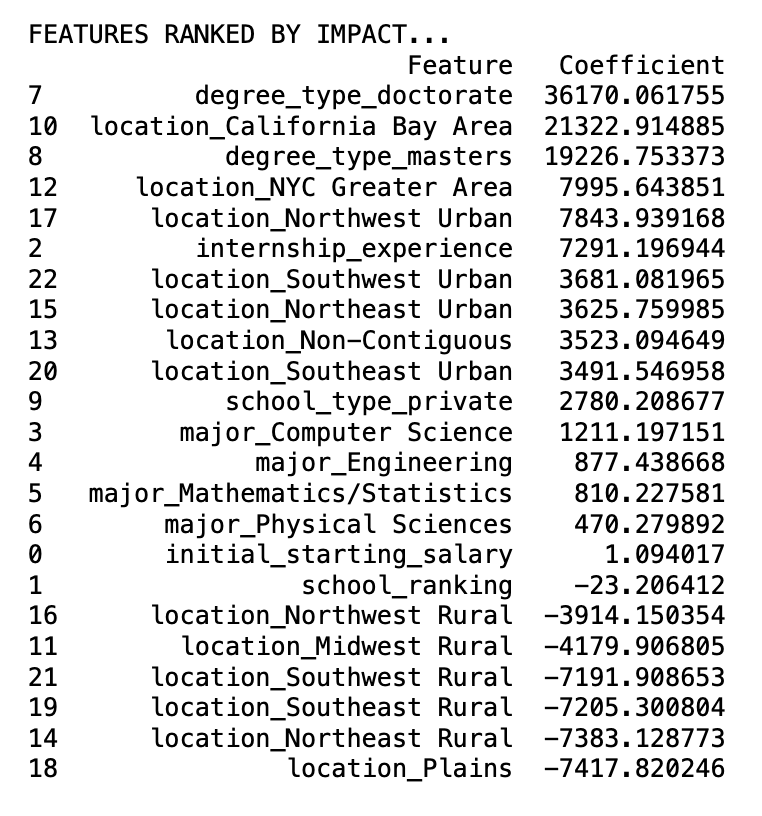 FEATURES RANKED BY IMPACT...
Feature Coefficient
7 degree_type_doctorate 36170.061755
10 location_California Bay Area 21322.914885
8 degree_type_masters 19226.753373
12 location_NYC Greater Area 7995.643851
17 location_Northwest Urban 7843.939168
2 internship_experience 7291.196944
22 location_Southwest Urban 3681.081965
15 location_Northeast Urban 3625.759985
13 location_Non-Contiguous 3523.094649
20 location_Southeast Urban 3491.546958
9 school_type_private 2780.208677
3 major_Computer Science 1211.197151
4 major_Engineering 877.438668
5 major_Mathematics/Statistics 810.227581
6 major_Physical Sciences 470.279892
0 initial_starting_salary 1.094017
1 school_ranking -23.206412
16 location_Northwest Rural -3914.150354
11 location_Midwest Rural -4179.906805
21 location_Southwest Rural -7191.908653
19 location_Southeast Rural -7205.300804
14 location_Northeast Rural -7383.128773
18 location_Plains -7417.820246